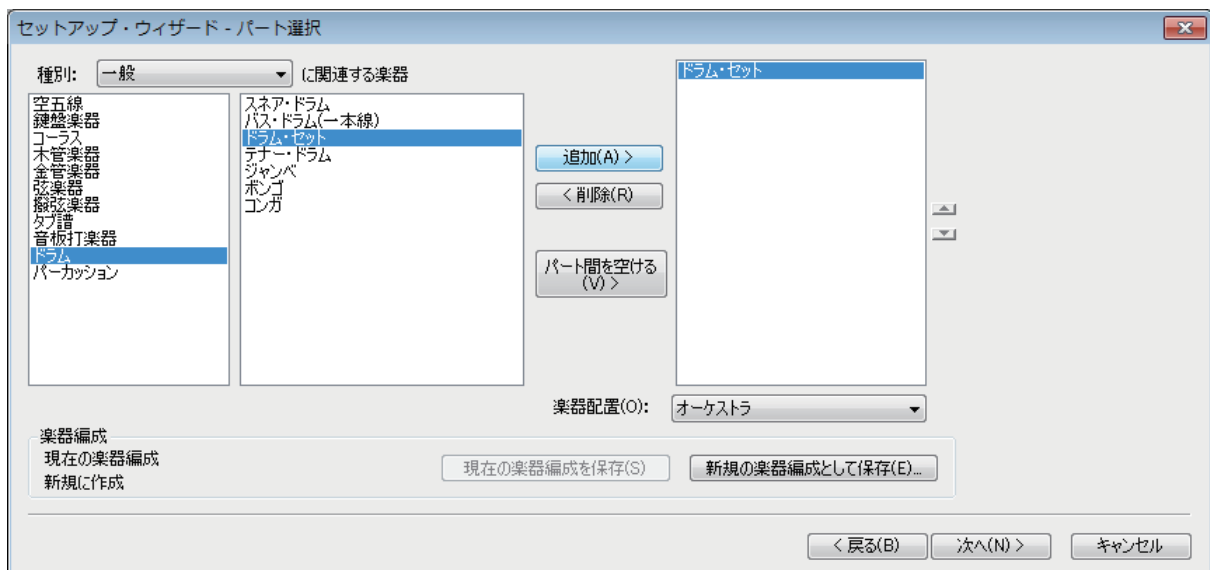 セットアップ・ウィザード - パート選択
種別:
一般
に関連する楽器
空五線
鍵盤楽器
コーラス
木管楽器
金管楽器
弦楽器
撥弦楽器
タブ譜
音板打楽器
ドラム
パーカッション
スネア・ドラム
バス・ドラム(一本線)
ドラム・セット
テナー・ドラム
ジャンベ
ボンゴ
コンガ
追加(A) >
< 削除(R)
パート間を空ける
(V) >
ドラム・セット
楽器配置(O):
オーケストラ
楽器編成
現在の楽器編成
新規に作成
現在の楽器編成を保存(S)
新規の楽器編成として保存(E)...
< 戻る(B)
次へ(N) >
キャンセル